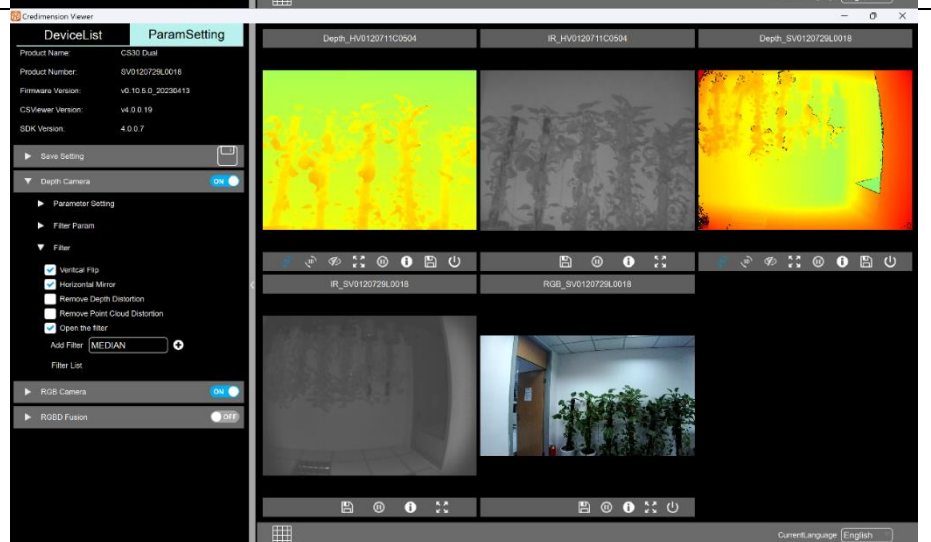 Credimension Viewer
DeviceList ParamSetting
Product Name: CS30 Dual
Product Number: SV0120729L0018
Firmware Version: v0.10.6.0_20230413
CSViewer Version: v4.0.0.19
SDK Version: 4.0.0.7
Save Setting
Depth Camera ON
Parameter Setting
Filter Param
Filter
Veritcal Flip
Horizontal Mirror
Remove Depth Distortion
Remove Point Cloud Distortion
Open the filter
Add Filter MEDIAN
Filter List
RGB Camera ON
RGBD Fusion OFF
Depth_HV0120711C0504
IR_HV0120711C0504
Depth_SV0120729L0018
IR_SV0120729L0018
RGB_SV0120729L0018
CurrentLanguage English